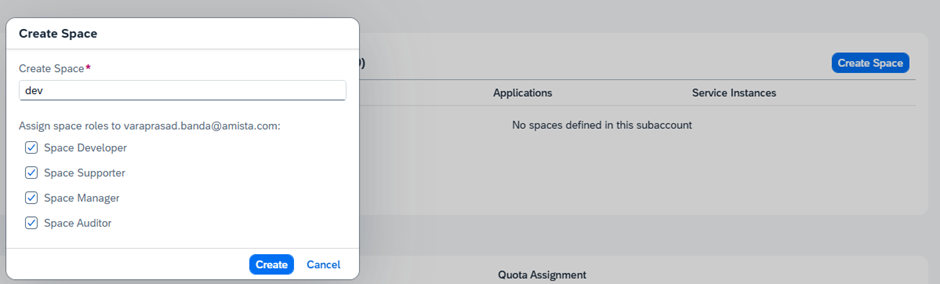 Create Space
Create Space*
dev
Assign space roles to varaprasad.banda@amista.com:
Space Developer
Space Supporter
Space Manager
Space Auditor
Create Cancel
)
Create Space
Applications Service Instances
No spaces defined in this subaccount
Quota Assignment